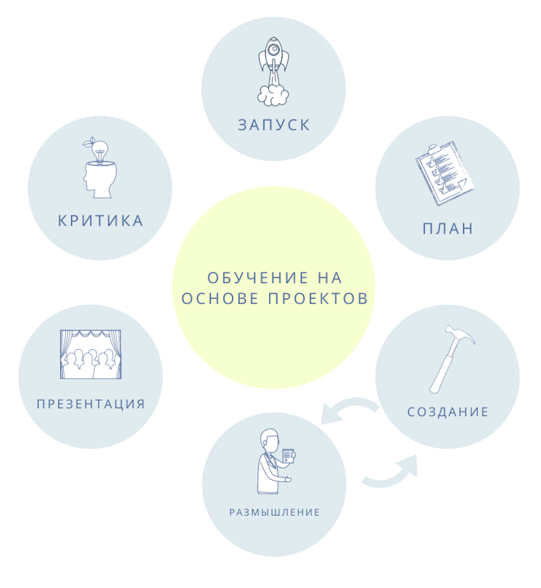 ЗАПУСК
ПЛАН
СОЗДАНИЕ
РАЗМЫШЛЕНИЕ
ПРЕЗЕНТАЦИЯ
КРИТИКА
ОБУЧЕНИЕ НА
ОСНОВЕ ПРОЕКТОВ